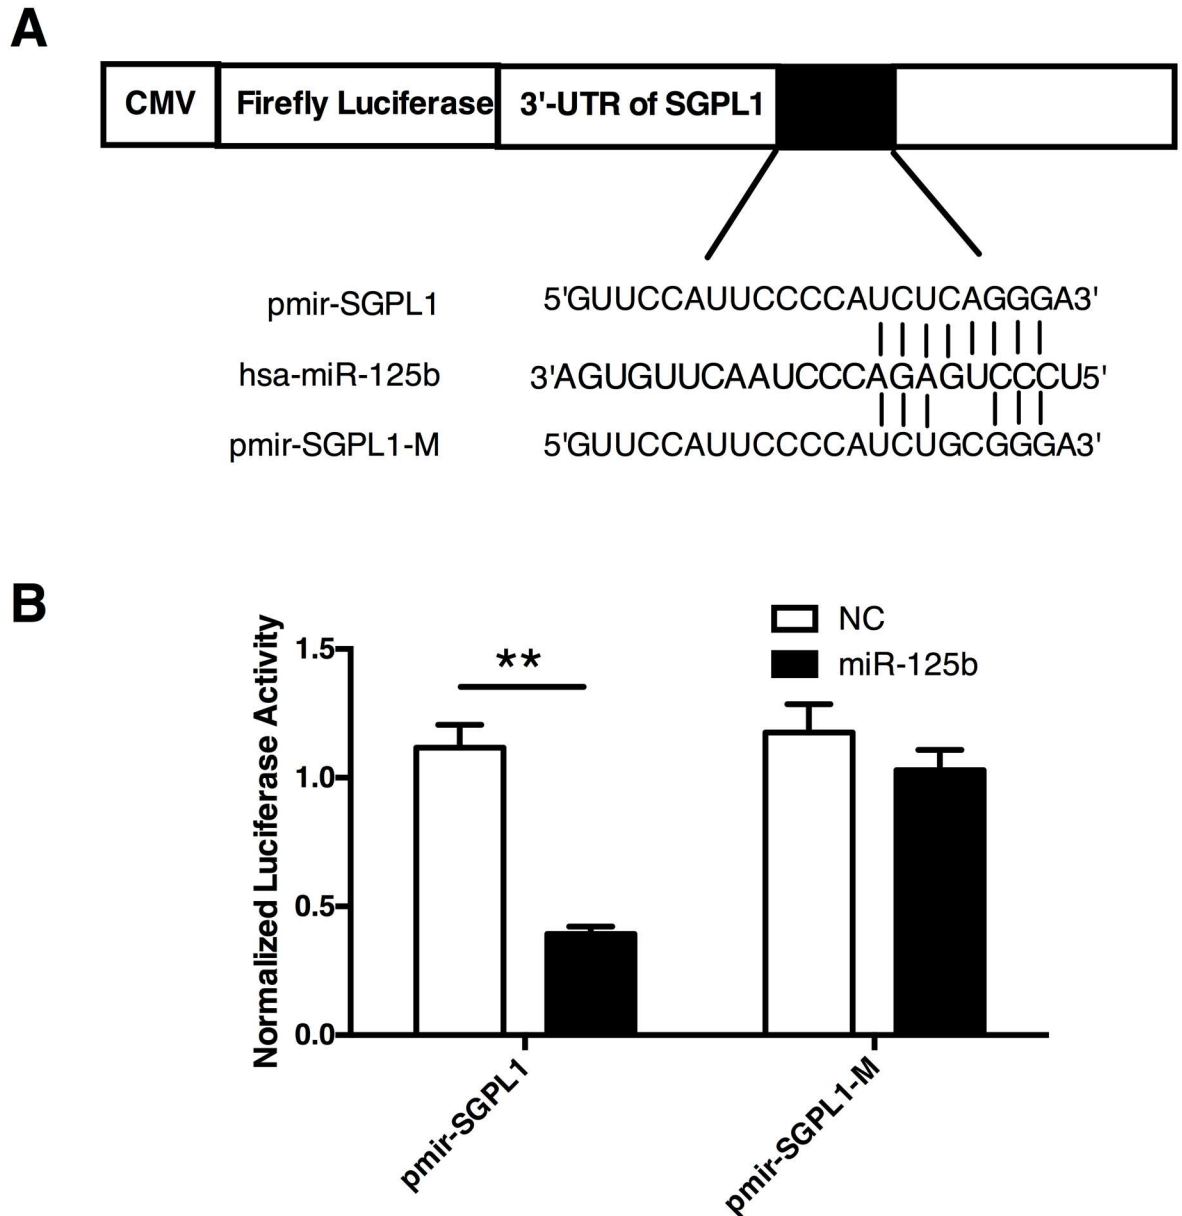 A
CMV Firefly Luciferase 3'-UTR of SGPL1
pmir-SGPL1 5'GUUCCAUUCCCCAUCUCAGGGA3'
hsa-miR-125b 3'AGUGUUCAAUCCCAGAGUCCCU5'
pmir-SGPL1-M 5'GUUCCAUUCCCCAUCUGCGGGA3'
B
NC
miR-125b
**
Normalized Luciferase Activity
1.5
1.0
0.5
0.0
pmir-SGPL1
pmir-SGPL1-M